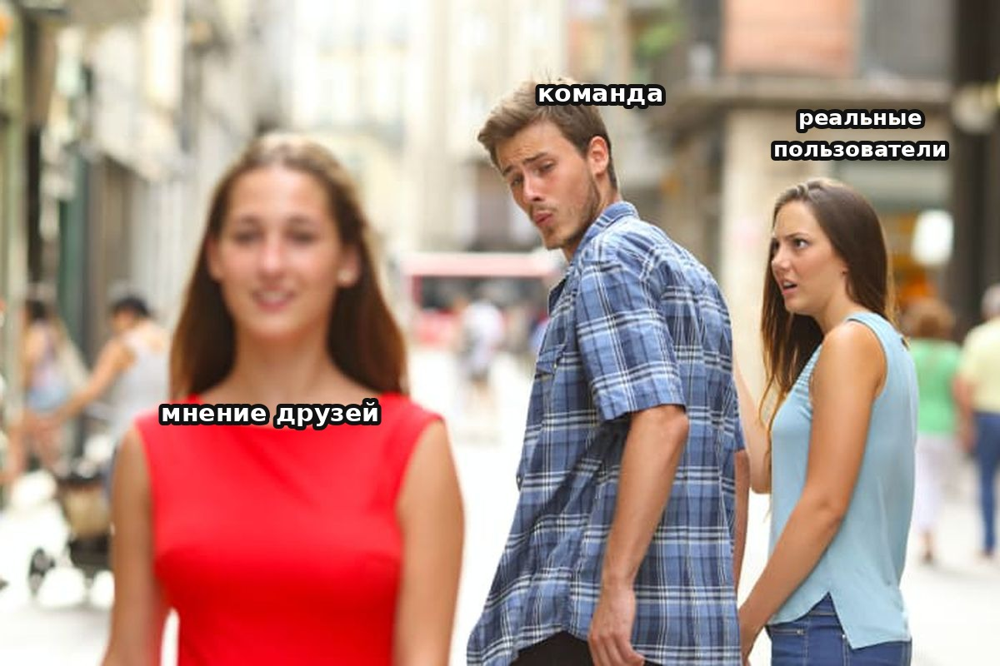 команда
реальные
пользователи
мнение друзей